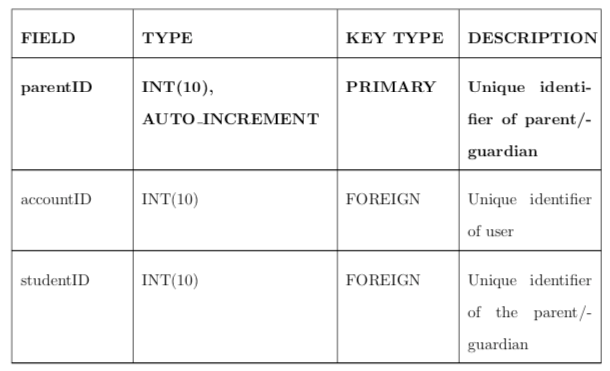 FIELD TYPE KEY TYPE DESCRIPTION
parentID INT(10), PRIMARY Unique identi-
AUTO_INCREMENT fier of parent/-
guardian
accountID INT(10) FOREIGN Unique identifier
of user
studentID INT(10) FOREIGN Unique identifier
of the parent/-
guardian